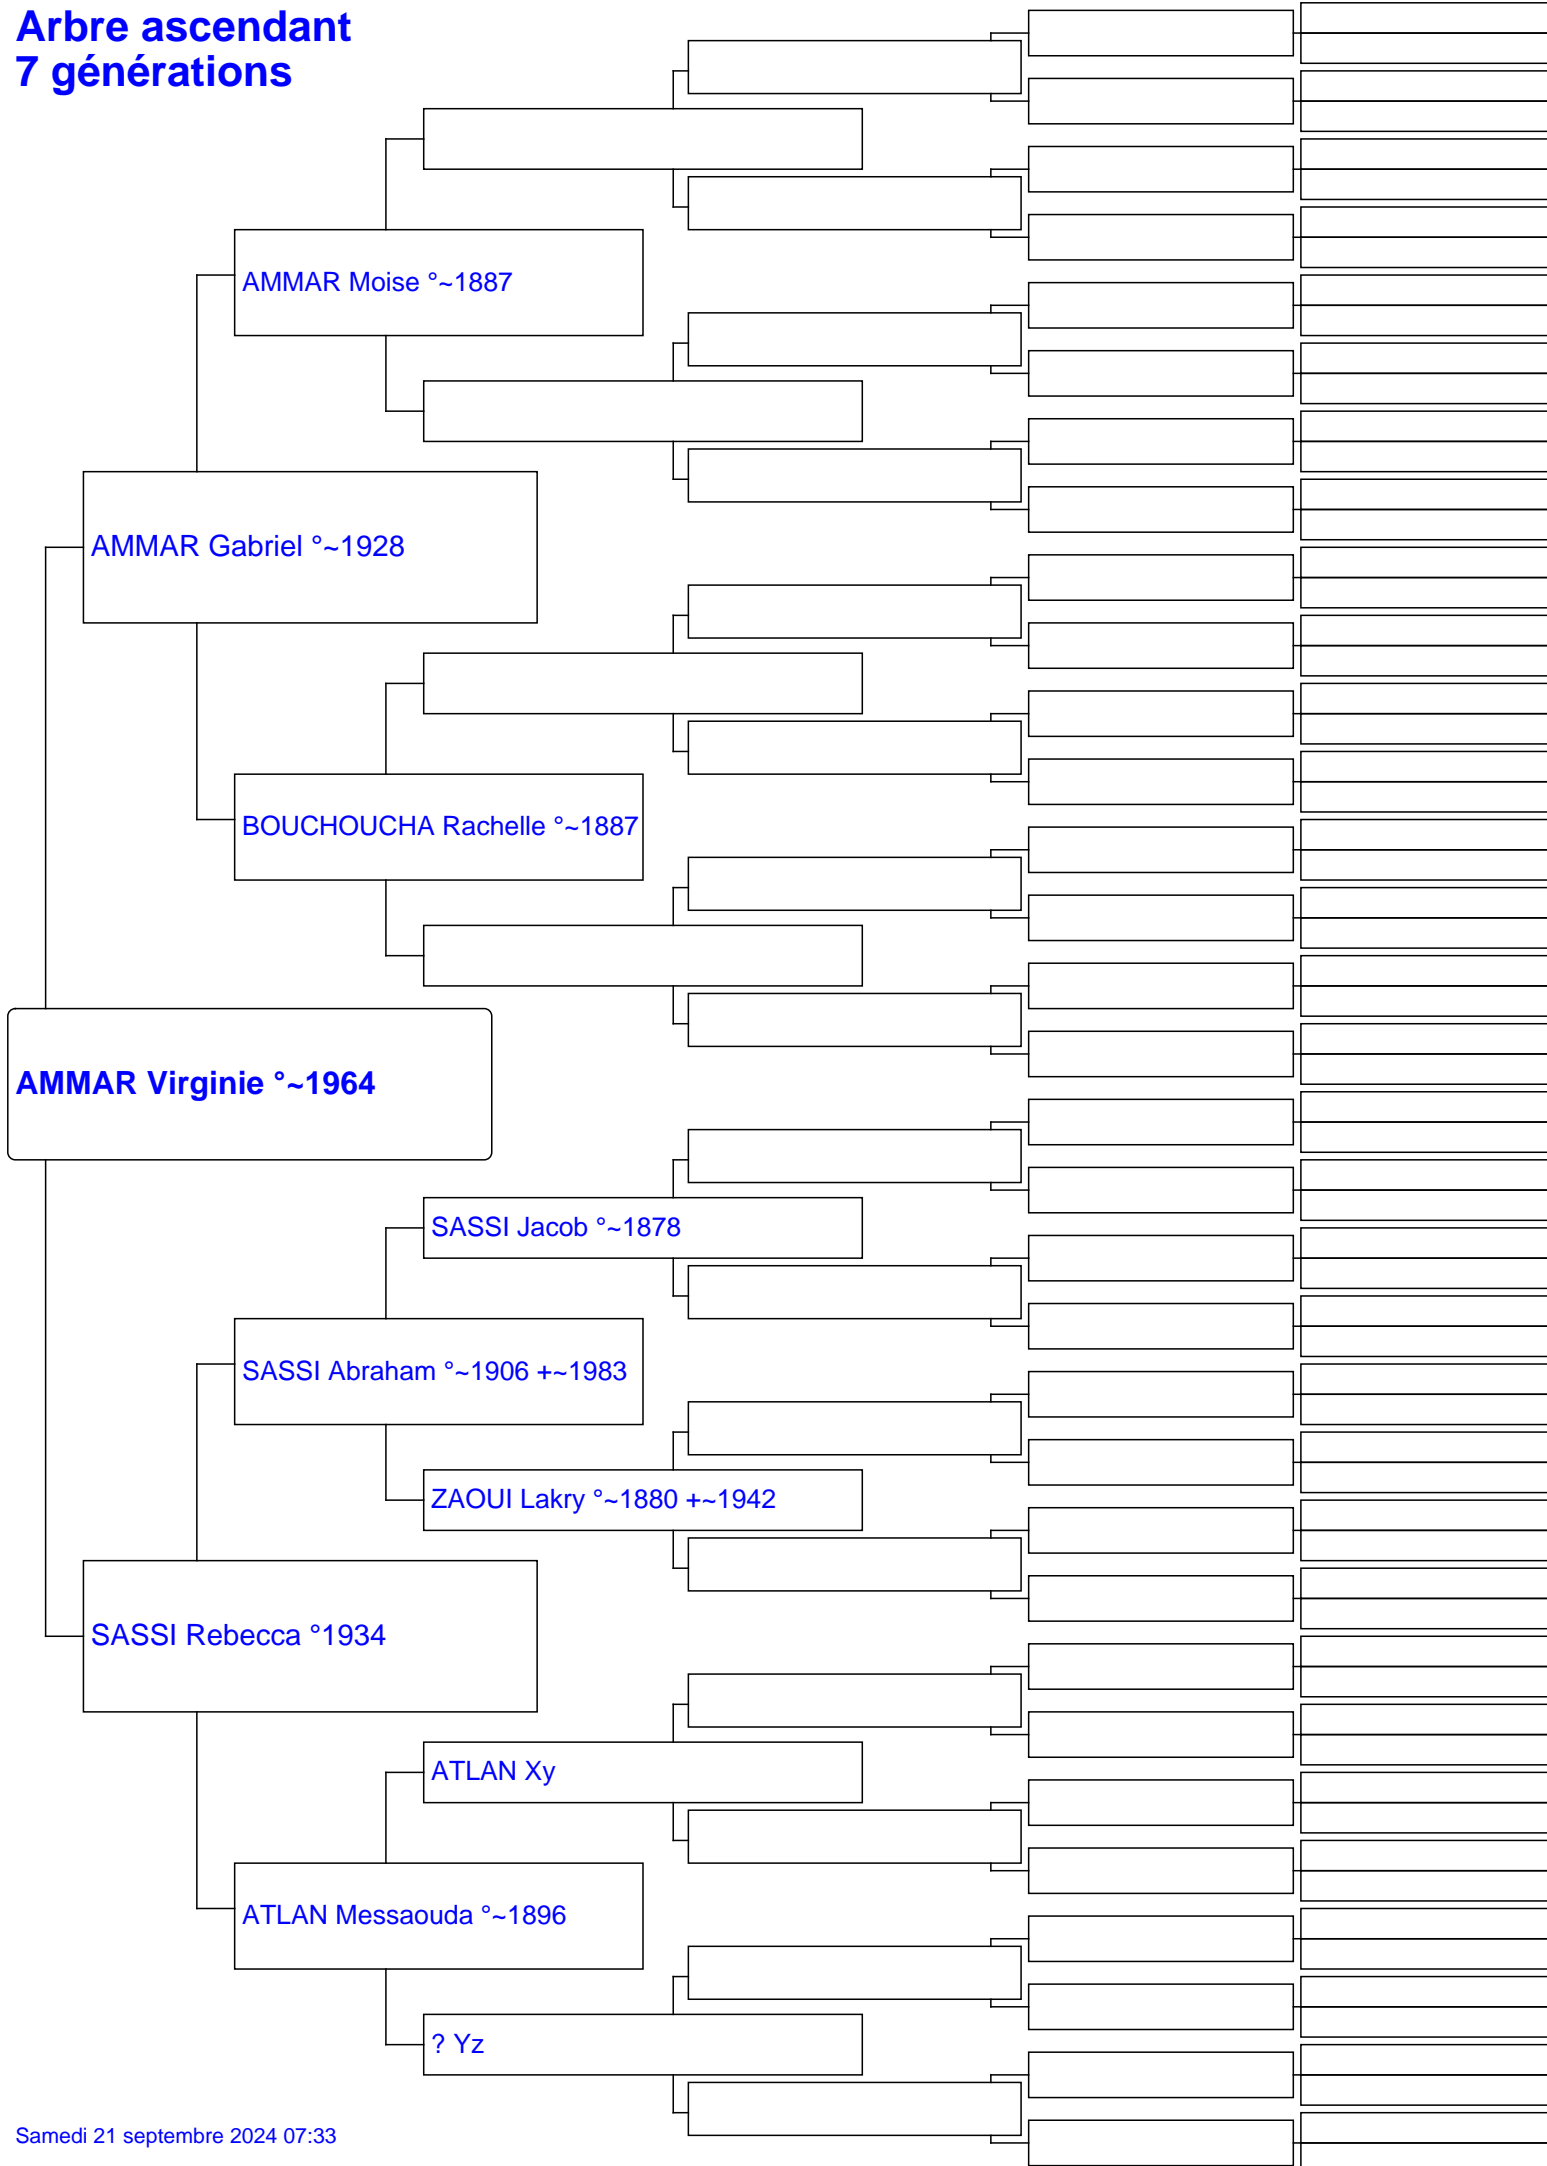 Arbre ascendant
7 générations
AMMAR Moise °~1887
AMMAR Gabriel °~1928
BOUCHOUCHA Rachelle °~1887
AMMAR Virginie °~1964
SASSI Jacob °~1878
SASSI Abraham °~1906 +~1983
ZAOUI Lakry °~1880 +~1942
SASSI Rebecca °1934
ATLAN Xy
ATLAN Messaouda °~1896
? Yz
Samedi 21 septembre 2024 07:33